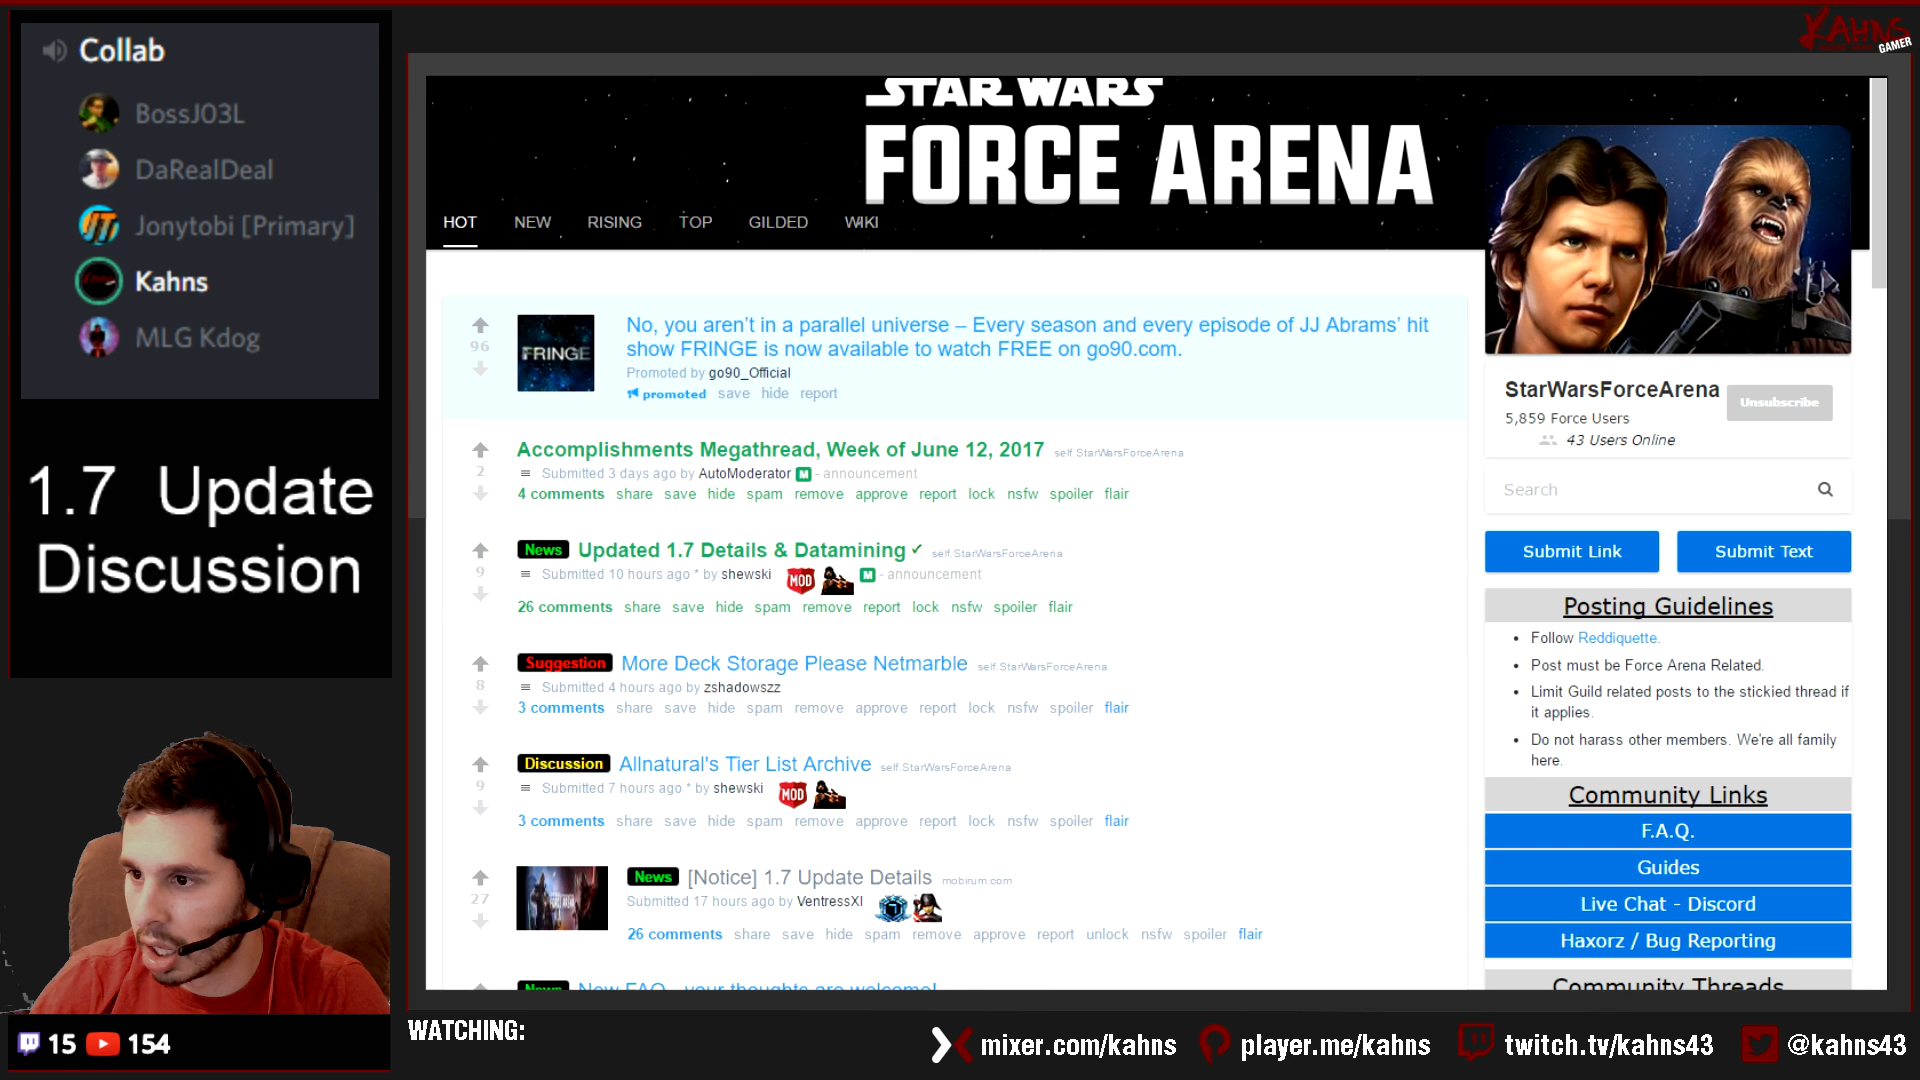 Collab
BossJ03L
DaRealDeal
Jonytobi [Primary]
Kahns
MLG Kdog
1.7 Update
Discussion
15 154
KAHNS
GAMER
STAR WARS
FORCE ARENA
HOT NEW RISING TOP GILDED WIKI
96
FRINGE
No, you aren't in a parallel universe – Every season and every episode of JJ Abrams' hit
show FRINGE is now available to watch FREE on go90.com.
Promoted by go90_Official
promoted save hide report
Accomplishments Megathread, Week of June 12, 2017 self.StarWarsForceArena
2
Submitted 3 days ago by AutoModerator M - announcement
4 comments share save hide spam remove approve report lock nsfw spoiler flair
News Updated 1.7 Details & Datamining ✓ self.StarWarsForceArena
9
Submitted 10 hours ago * by shewski MOD M - announcement
26 comments share save hide spam remove report lock nsfw spoiler flair
Suggestion More Deck Storage Please Netmarble self.StarWarsForceArena
8
Submitted 4 hours ago by zshadowszz
3 comments share save hide spam remove approve report lock nsfw spoiler flair
Discussion Allnatural's Tier List Archive self.StarWarsForceArena
9
Submitted 7 hours ago * by shewski MOD
3 comments share save hide spam remove approve report lock nsfw spoiler flair
News [Notice] 1.7 Update Details mobirum.com
27
Submitted 17 hours ago by VentressXI
26 comments share save hide spam remove approve report unlock nsfw spoiler flair
News New FAQ - your thoughts are welcome!
StarWarsForceArena Unsubscribe
5,859 Force Users
43 Users Online
Search
Submit Link Submit Text
Posting Guidelines
• Follow Reddiquette.
• Post must be Force Arena Related.
• Limit Guild related posts to the stickied thread if
it applies.
• Do not harass other members. We're all family
here.
Community Links
F.A.Q.
Guides
Live Chat - Discord
Haxorz / Bug Reporting
Community Threads
WATCHING:
mixer.com/kahns player.me/kahns twitch.tv/kahns43 @kahns43